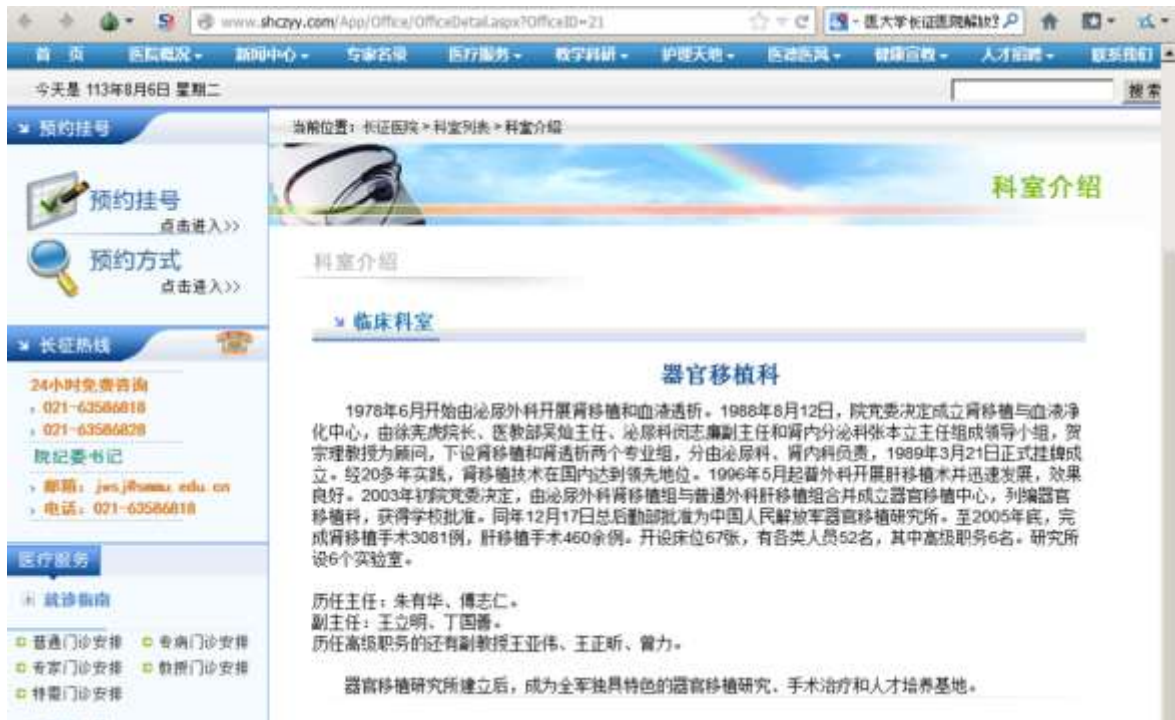 www.shczyy.com/App/Office/OfficeDetail.aspx?OfficeID=21
首 页 医院概况 新闻中心 专家名录 医疗服务 教学科研 护理天地 医德医风 健康宣教 人才招聘 联系我们
今天是 113年8月6日 星期二 搜索
预约挂号
当前位置：长征医院>科室列表>科室介绍
科室介绍
预约挂号
点击进入>>
预约方式
点击进入>>
科室介绍
临床科室
长征热线
24小时免费咨询
021-63586818
021-63586828
院纪委书记
邮箱：jwsj@smmu.edu.cn
电话：021-63586818
器官移植科
1978年6月开始由泌尿外科开展肾移植和血液透析。1988年8月12日，院党委决定成立肾移植与血液净
化中心，由徐宪虎院长、医教部吴灿主任、泌尿科闵志廉副主任和肾内分泌科张本立主任组成领导小组，贺
宗理教授为顾问，下设肾移植和肾透析两个专业组，分由泌尿科、肾内科负责，1989年3月21日正式挂牌成
立。经20多年实践，肾移植技术在国内达到领先地位。1996年5月起普外科开展肝移植术并迅速发展，效果
良好。2003年初院党委决定，由泌尿外科肾移植组与普通外科肝移植组合并成立器官移植中心，列编器官
移植科，获得学校批准。同年12月17日总后勤部批准为中国人民解放军器官移植研究所。至2005年底，完
成肾移植手术3081例，肝移植手术460余例。开设床位67张，有各类人员52名，其中高级职务6名。研究所
设6个实验室。
历任主任：朱有华、傅志仁。
副主任：王立明、丁国善。
历任高级职务的还有副教授王亚伟、王正昕、曾力。
器官移植研究所建立后，成为全军独具特色的器官移植研究、手术治疗和人才培养基地。
医疗服务
就诊指南
普通门诊安排 专病门诊安排
专家门诊安排 教授门诊安排
特需门诊安排